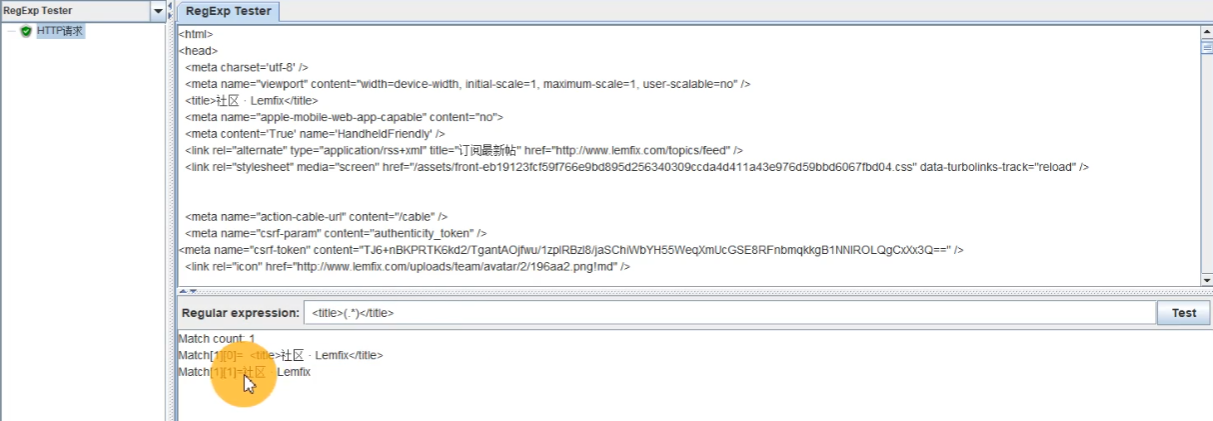 RegExp Tester
RegExp Tester
HTTP请求
<html>
<head>
<meta charset='utf-8' />
<meta name="viewport" content="width=device-width, initial-scale=1, maximum-scale=1, user-scalable=no" />
<title>社区 · Lemfix</title>
<meta name="apple-mobile-web-app-capable" content="no">
<meta content='True' name='HandheldFriendly' />
<link rel="alternate" type="application/rss+xml" title="订阅最新帖" href="http://www.lemfix.com/topics/feed" />
<link rel="stylesheet" media="screen" href="/assets/front-eb19123fcf59f766e9bd895d256340309ccda4d411a43e976d59bbd6067fbd04.css" data-turbolinks-track="reload" />
<meta name="action-cable-url" content="/cable" />
<meta name="csrf-param" content="authenticity_token" />
<meta name="csrf-token" content="TJ6+nBKPRTK6kd2/TgantAOjfwu/1zplRBzl8/jaSChiWbYH55WeqXmUcGSE8RFnbmqkkgB1NNlROLQgCxXx3Q==" />
<link rel="icon" href="http://www.lemfix.com/uploads/team/avatar/2/196aa2.png!md" />
Regular expression: <title>(.*)</title> Test
Match count: 1
Match[1][0]= <title>社区 · Lemfix</title>
Match[1][1]=社区 · Lemfix